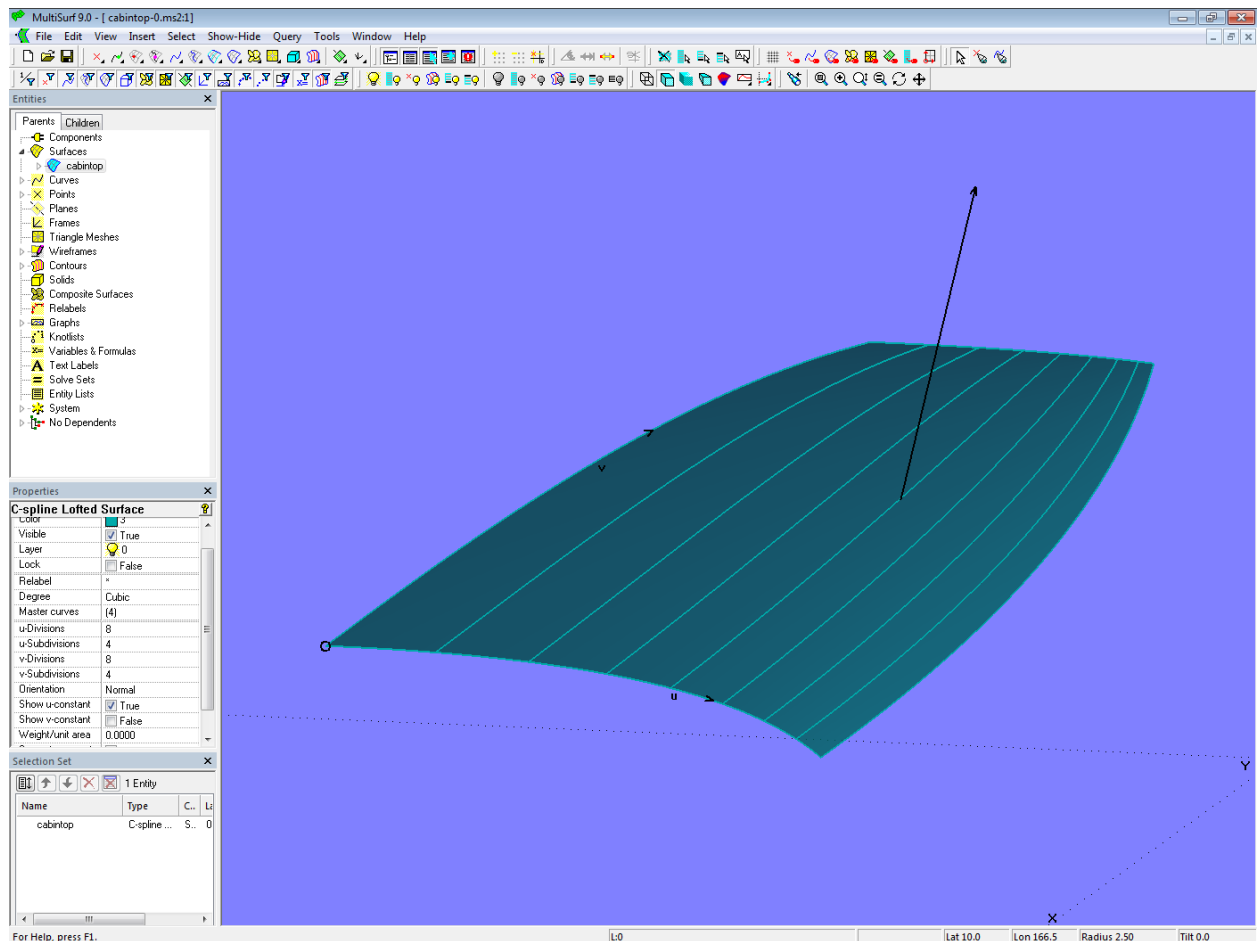 MultiSurf 9.0 - [ cabintop-0.ms2:1]
File Edit View Insert Select Show-Hide Query Tools Window Help
Entities
Parents Children
Components
Surfaces
cabintop
Curves
Points
Planes
Frames
Triangle Meshes
Wireframes
Contours
Solids
Composite Surfaces
Relabels
Graphs
Knotlists
Variables & Formulas
A Text Labels
Solve Sets
Entity Lists
System
No Dependents
Properties
C-spline Lofted Surface
Color 3
Visible True
Layer 0
Lock False
Relabel *
Degree Cubic
Master curves (4)
u-Divisions 8
u-Subdivisions 4
v-Divisions 8
v-Subdivisions 4
Orientation Normal
Show u-constant True
Show v-constant False
Weight/unit area 0.0000
Selection Set
1 Entity
Name Type C.. La
cabintop C-spline ... S.. 0
v
u
Y
X
For Help, press F1. L:0 Lat 10.0 Lon 166.5 Radius 2.50 Tilt 0.0